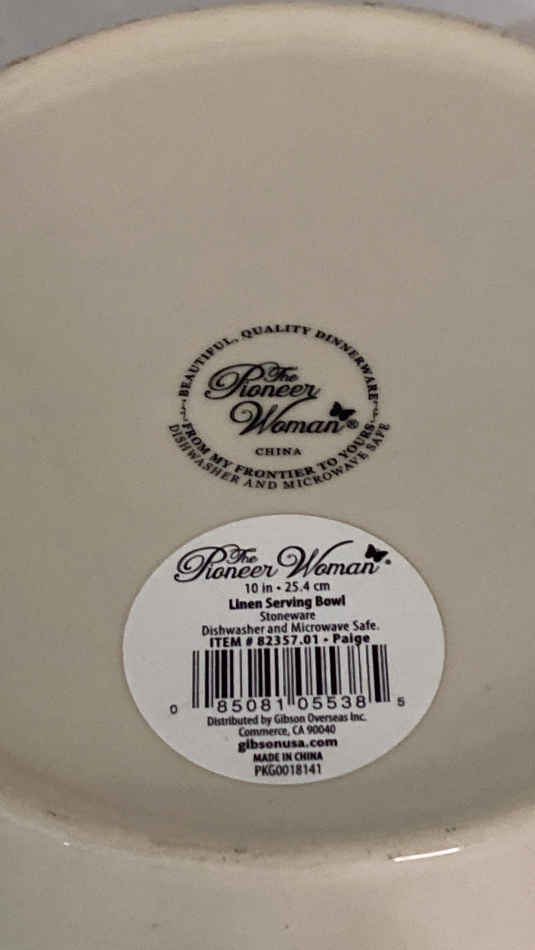 BEAUTIFUL, QUALITY DINNERWARE
The
Pioneer
Woman®
CHINA
FROM MY FRONTIER TO YOURS
DISHWASHER AND MICROWAVE SAFE
The Pioneer Woman®
10 in • 25.4 cm
Linen Serving Bowl
Stoneware
Dishwasher and Microwave Safe.
ITEM # 82357.01 • Paige
0 85081 05538 5
Distributed by Gibson Overseas Inc.
Commerce, CA 90040
gibsonusa.com
MADE IN CHINA
PKG0018141